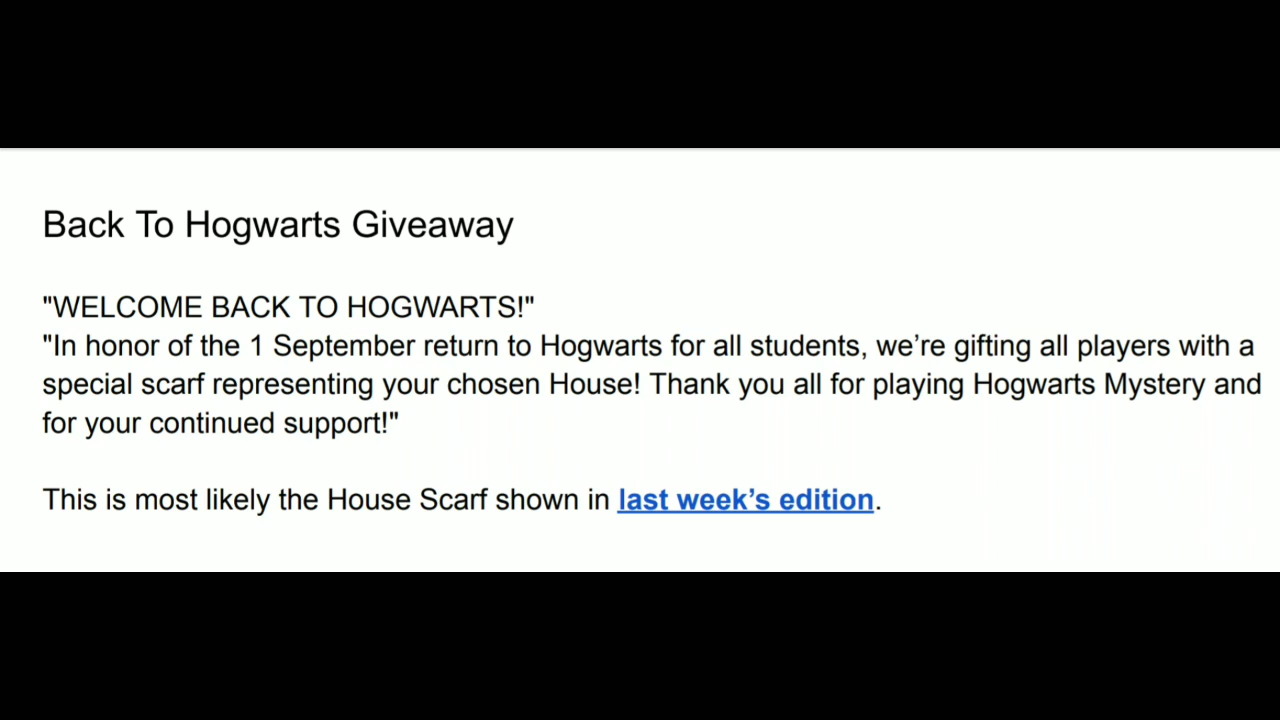 Back To Hogwarts Giveaway
"WELCOME BACK TO HOGWARTS!"
"In honor of the 1 September return to Hogwarts for all students, we’re gifting all players with a
special scarf representing your chosen House! Thank you all for playing Hogwarts Mystery and
for your continued support!"
This is most likely the House Scarf shown in last week’s edition.